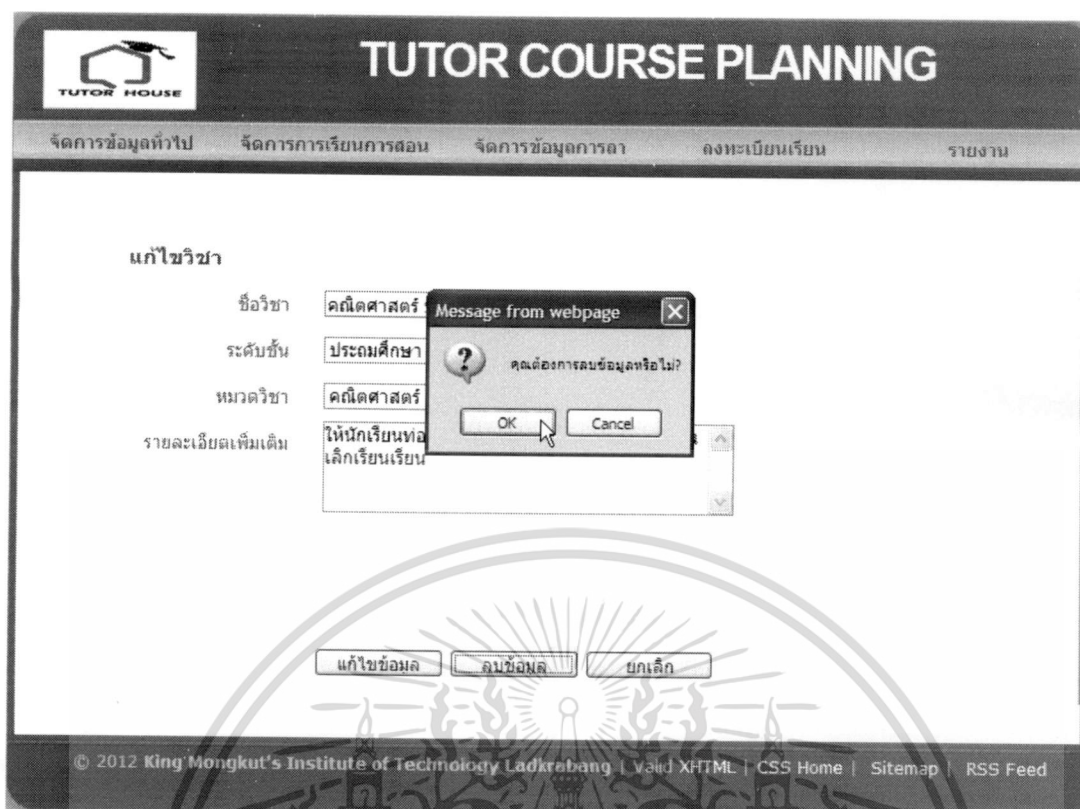 TUTOR HOUSE
TUTOR COURSE PLANNING
จัดการข้อมูลทั่วไป จัดการการเรียนการสอน จัดการข้อมูลการลา ลงทะเบียนเรียน รายงาน
แก้ไขวิชา
ชื่อวิชา คณิตศาสตร์
ระดับชั้น ประถมศึกษา
หมวดวิชา คณิตศาสตร์
รายละเอียดเพิ่มเติม ให้นักเรียนท่อ
เลิกเรียนเรียน
Message from webpage
คุณต้องการลบข้อมูลหรือไม่?
OK Cancel
แก้ไขข้อมูล ลบข้อมูล ยกเลิก
© 2012 King Mongkut's Institute of Technology Ladkrabang | Valid XHTML | CSS Home | Sitemap | RSS Feed